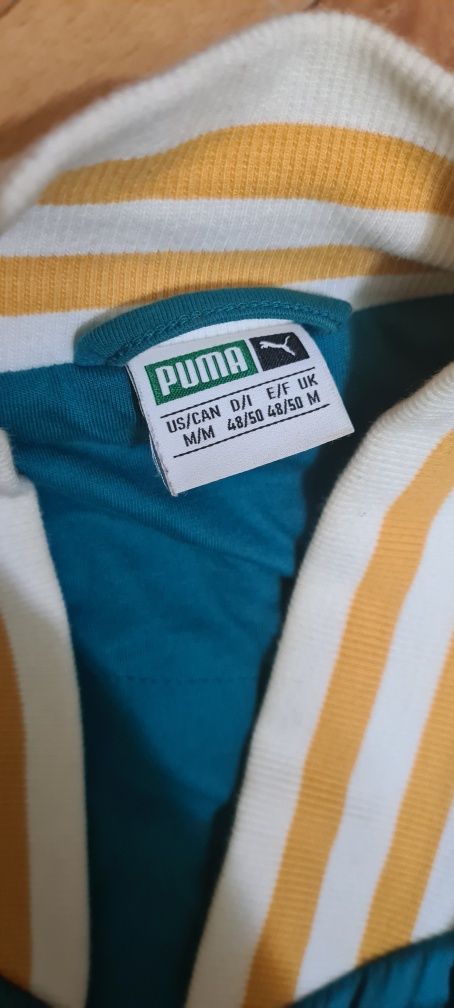 PUMA
US/CAN D/I E/F UK
M/M 48/50 48/50 M